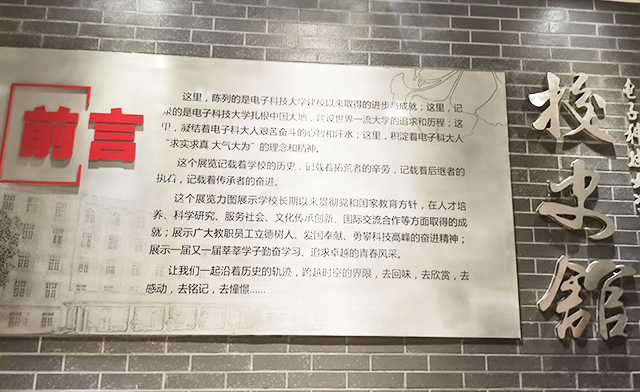 前言
这里，陈列的是电子科技大学建校以来取得的进步与成就；这里，记
录的是电子科技大学扎根中国大地，建设世界一流大学的追求和历程；这
里，凝结着电子科大人艰苦奋斗的心智和汗水；这里，积淀着电子科大人
“求实求真 大气大为”的理念和精神。
这个展览记载着学校的历史，记载着拓荒者的辛劳，记载着后继者的
执着，记载着传承者的奋进。
这个展览力图展示学校长期以来贯彻党和国家教育方针，在人才培
养、科学研究、服务社会、文化传承创新、国际交流合作等方面取得的成
就；展示广大教职员工立德树人、爱国奉献、勇攀科技高峰的奋进精神；
展示一届又一届莘莘学子勤奋学习、追求卓越的青春风采。
让我们一起沿着历史的轨迹，跨越时空的界限，去回味，去欣赏，去
感动，去铭记，去憧憬……
校史館
电子科技